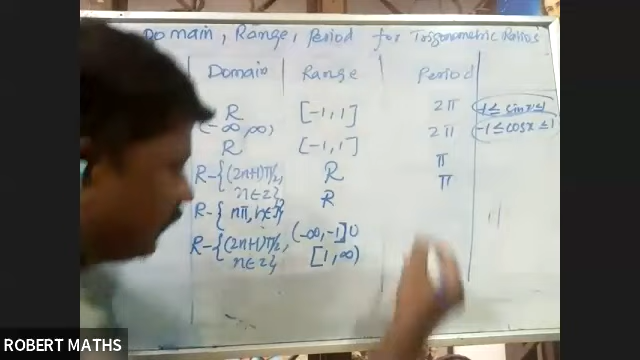 Domain, Range, Period for Trigonometric Ratios
Domain Range Period
R [-1, 1] 2π -1 ≤ sinx ≤ 1
(-∞, ∞)
R [-1, 1] 2π -1 ≤ cosx ≤ 1
R-{(2n+1)π/2, R π
n∈z},
R-{nπ, n∈z} R π
R-{(2n+1)π/2, (-∞, -1]∪
n∈z} [1, ∞)
ROBERT MATHS